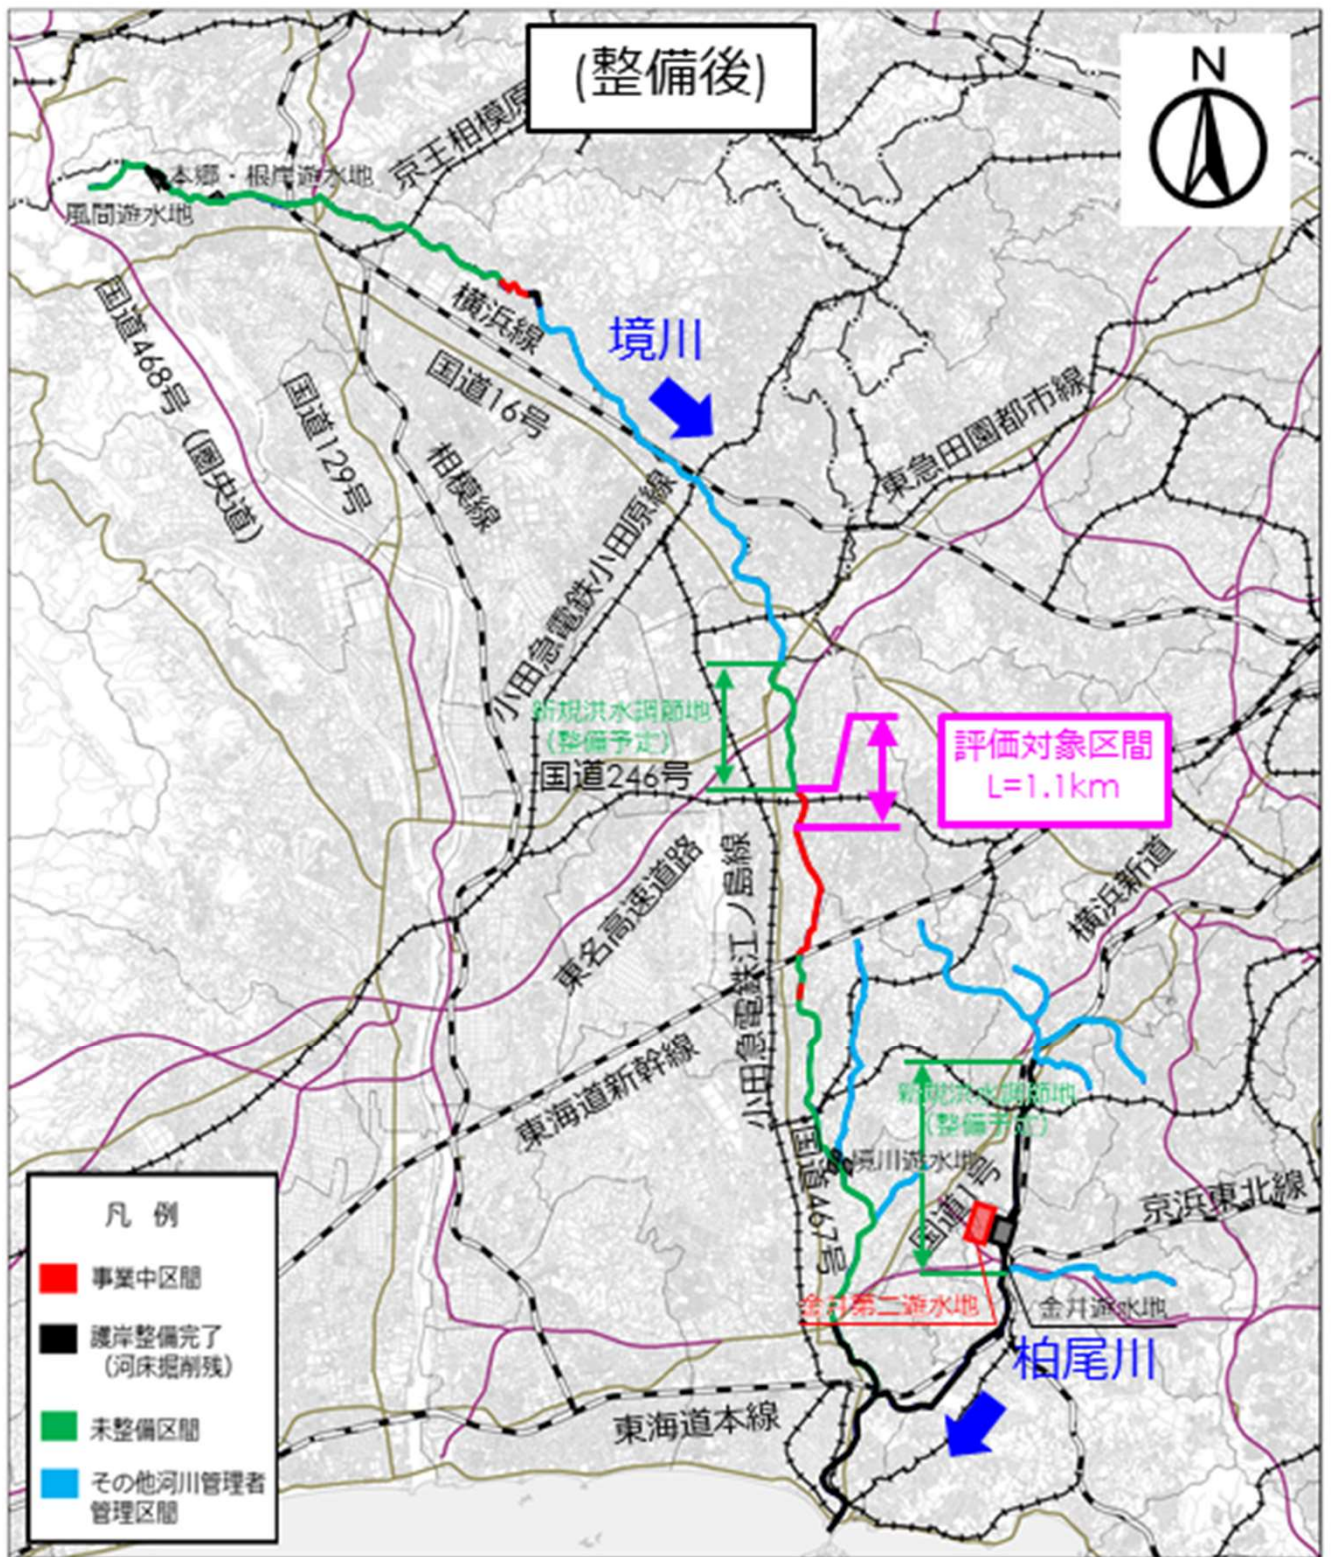 (整備後)
N
京王相模原
本郷・根岸遊水地
風間遊水地
国道468号（圏央道）
横浜線
境川
国道16号
国道129号
相模線
東急田園都市線
小田急電鉄小田原線
新規洪水調節地
（整備予定）
国道246号
評価対象区間
L=1.1km
東名高速道路
小田急電鉄江ノ島線
横浜新道
東海道新幹線
新規洪水調節地
（整備予定）
境川遊水地
国道1号
国道467号
京浜東北線
金井第二遊水地
金井遊水地
柏尾川
東海道本線
凡 例
事業中区間
護岸整備完了
（河床掘削残）
未整備区間
その他河川管理者
管理区間